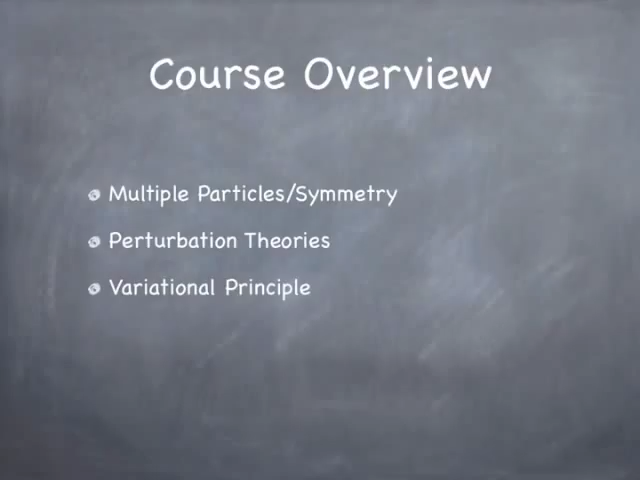 Course Overview
Multiple Particles/Symmetry
Perturbation Theories
Variational Principle